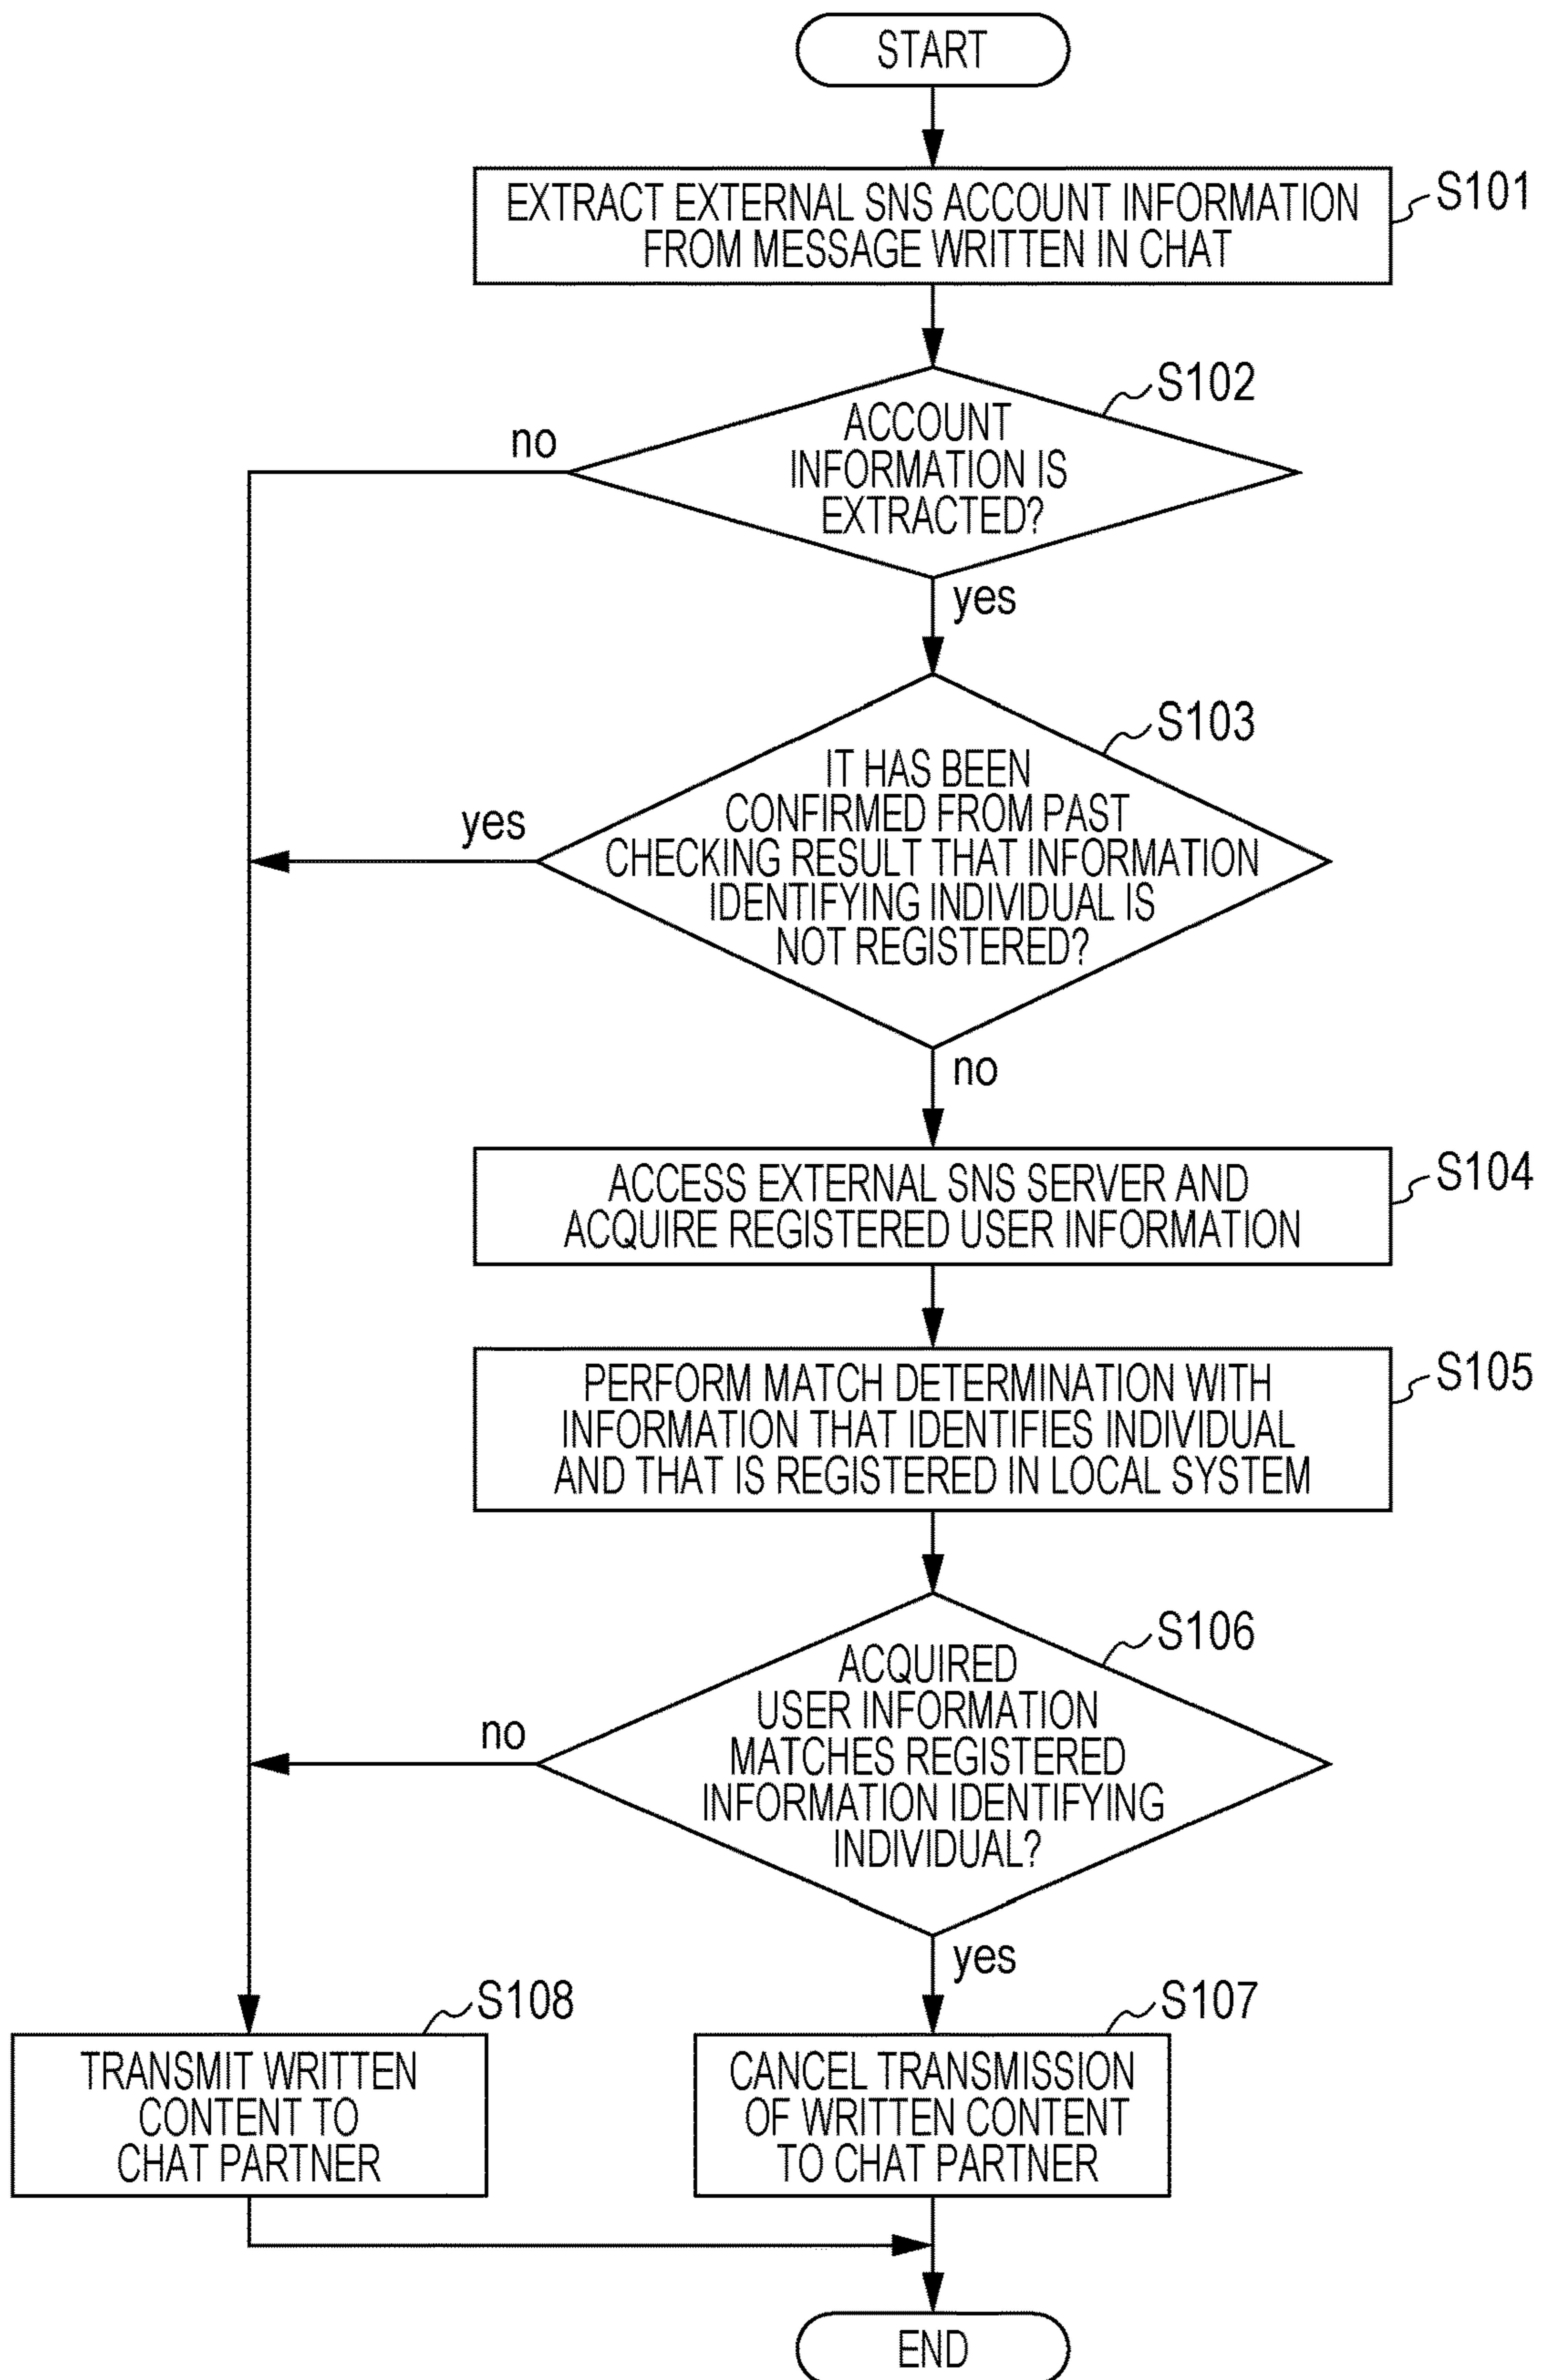 START
EXTRACT EXTERNAL SNS ACCOUNT INFORMATION
FROM MESSAGE WRITTEN IN CHAT
S101
S102
ACCOUNT
INFORMATION IS
EXTRACTED?
no
yes
S103
IT HAS BEEN
CONFIRMED FROM PAST
CHECKING RESULT THAT INFORMATION
IDENTIFYING INDIVIDUAL IS
NOT REGISTERED?
yes
no
ACCESS EXTERNAL SNS SERVER AND
ACQUIRE REGISTERED USER INFORMATION
S104
PERFORM MATCH DETERMINATION WITH
INFORMATION THAT IDENTIFIES INDIVIDUAL
AND THAT IS REGISTERED IN LOCAL SYSTEM
S105
S106
ACQUIRED
USER INFORMATION
MATCHES REGISTERED
INFORMATION IDENTIFYING
INDIVIDUAL?
no
yes
S108
TRANSMIT WRITTEN
CONTENT TO
CHAT PARTNER
S107
CANCEL TRANSMISSION
OF WRITTEN CONTENT
TO CHAT PARTNER
END